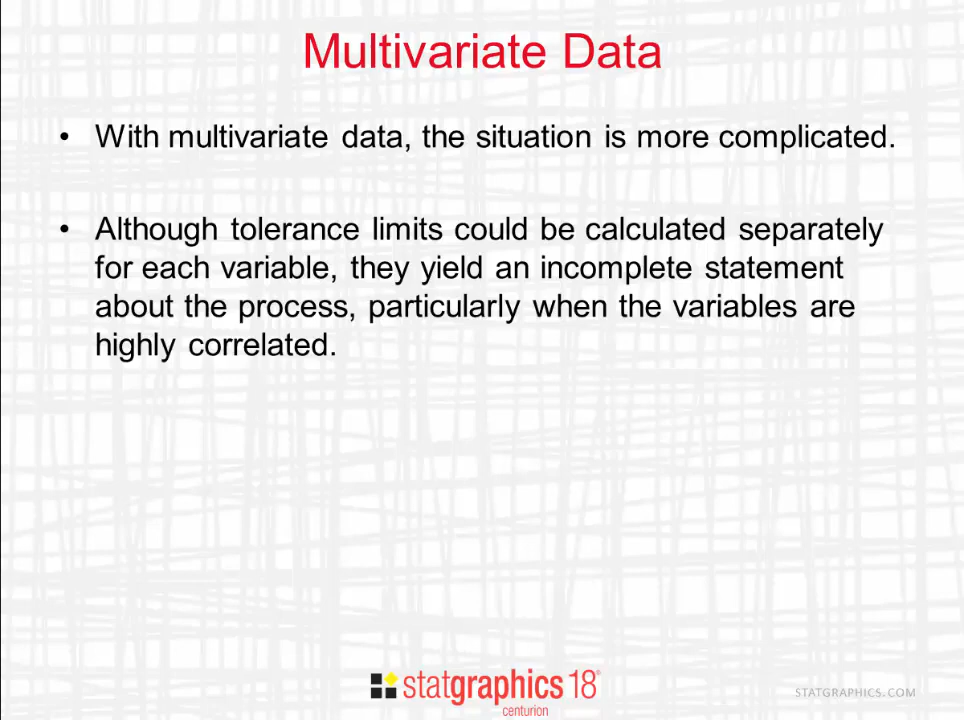 Multivariate Data
• With multivariate data, the situation is more complicated.
• Although tolerance limits could be calculated separately
for each variable, they yield an incomplete statement
about the process, particularly when the variables are
highly correlated.
statgraphics 18®
centurion
STATGRAPHICS.COM